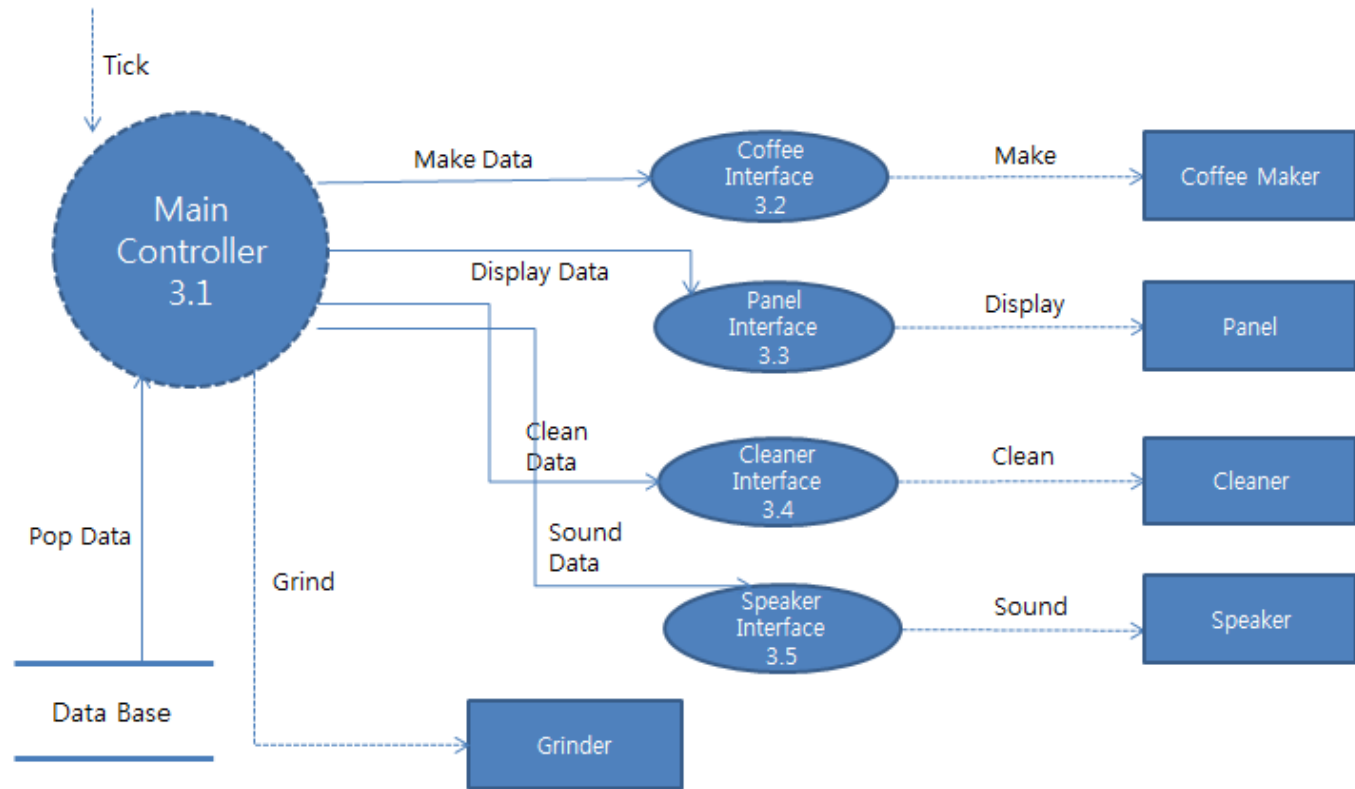 Tick
Main
Controller
3.1
Make Data
Coffee
Interface
3.2
Make
Coffee Maker
Display Data
Panel
Interface
3.3
Display
Panel
Clean
Data
Cleaner
Interface
3.4
Clean
Cleaner
Pop Data
Grind
Sound
Data
Speaker
Interface
3.5
Sound
Speaker
Data Base
Grinder